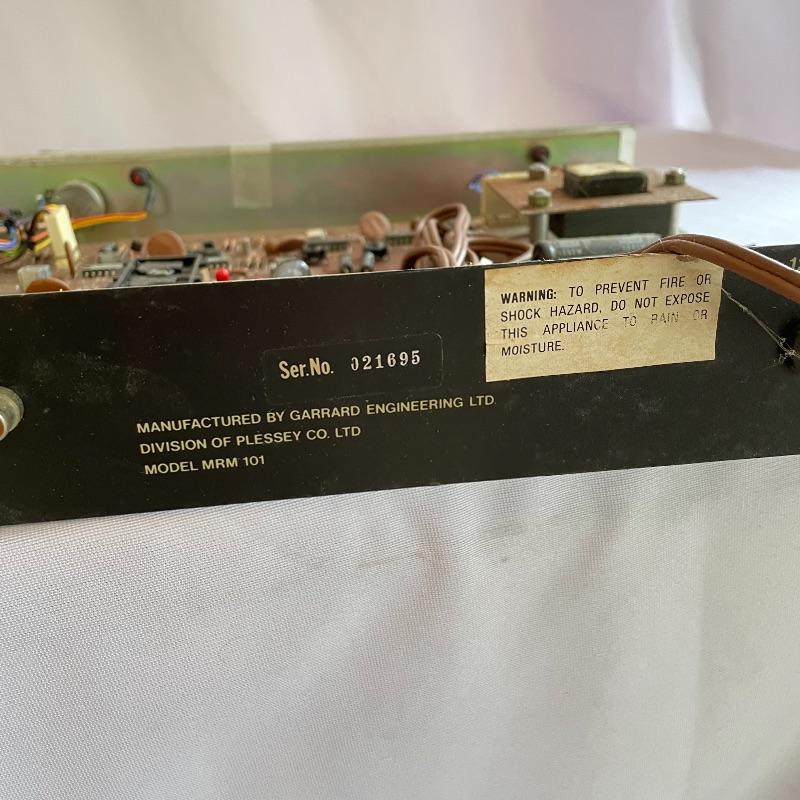 WARNING: TO PREVENT FIRE OR
SHOCK HAZARD, DO NOT EXPOSE
THIS APPLIANCE TO RAIN OR
MOISTURE.
Ser.No. 021695
MANUFACTURED BY GARRARD ENGINEERING LTD.
DIVISION OF PLESSEY CO. LTD
MODEL MRM 101